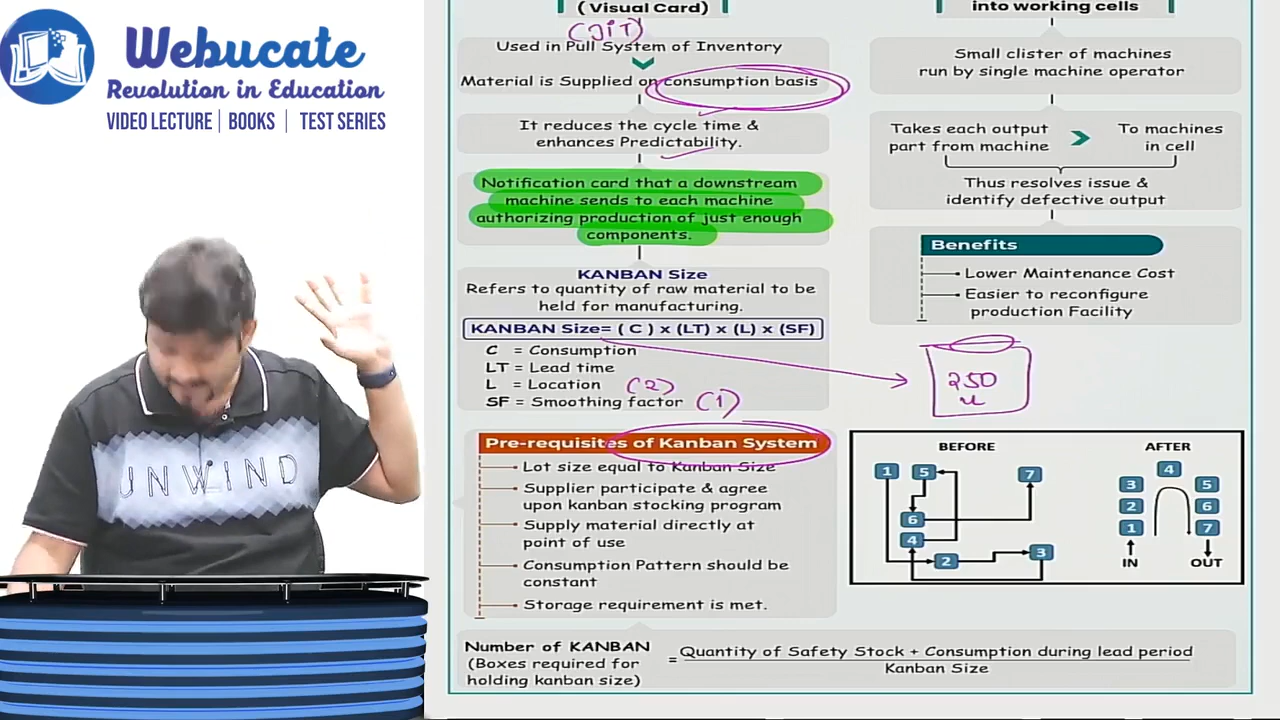 Webucate
Revolution in Education
VIDEO LECTURE | BOOKS | TEST SERIES
UNWIND
(Visual Card)
(JIT)
Used in Pull System of Inventory
Material is Supplied on consumption basis
It reduces the cycle time &
enhances Predictability.
Notification card that a downstream
machine sends to each machine
authorizing production of just enough
components.
KANBAN Size
Refers to quantity of raw material to be
held for manufacturing.
KANBAN Size= ( C ) x (LT) x (L) x (SF)
C = Consumption
LT = Lead time
L = Location (2)
SF = Smoothing factor (1)
Pre-requisites of Kanban System
Lot size equal to Kanban Size
Supplier participate & agree
upon kanban stocking program
Supply material directly at
point of use
Consumption Pattern should be
constant
Storage requirement is met.
into working cells
Small clister of machines
run by single machine operator
Takes each output
part from machine
To machines
in cell
Thus resolves issue &
identify defective output
Benefits
Lower Maintenance Cost
Easier to reconfigure
production Facility
250
u
BEFORE
1 5 7
6
4
2 3
AFTER
4
3 5
2 6
1 7
IN OUT
Number of KANBAN
(Boxes required for
holding kanban size)
= Quantity of Safety Stock + Consumption during lead period
Kanban Size